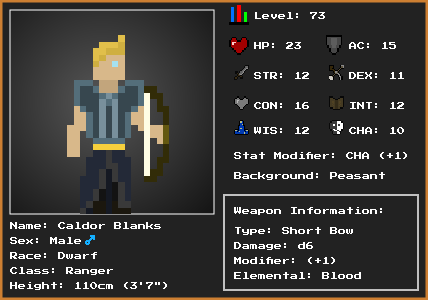 Level: 73
HP: 23 AC: 15
STR: 12 DEX: 11
CON: 16 INT: 12
WIS: 12 CHA: 10
Stat Modifier: CHA (+1)
Background: Peasant
Weapon Information:
Type: Short Bow
Damage: d6
Modifier: (+1)
Elemental: Blood
Name: Caldor Blanks
Sex: Male♂
Race: Dwarf
Class: Ranger
Height: 110cm (3'7")